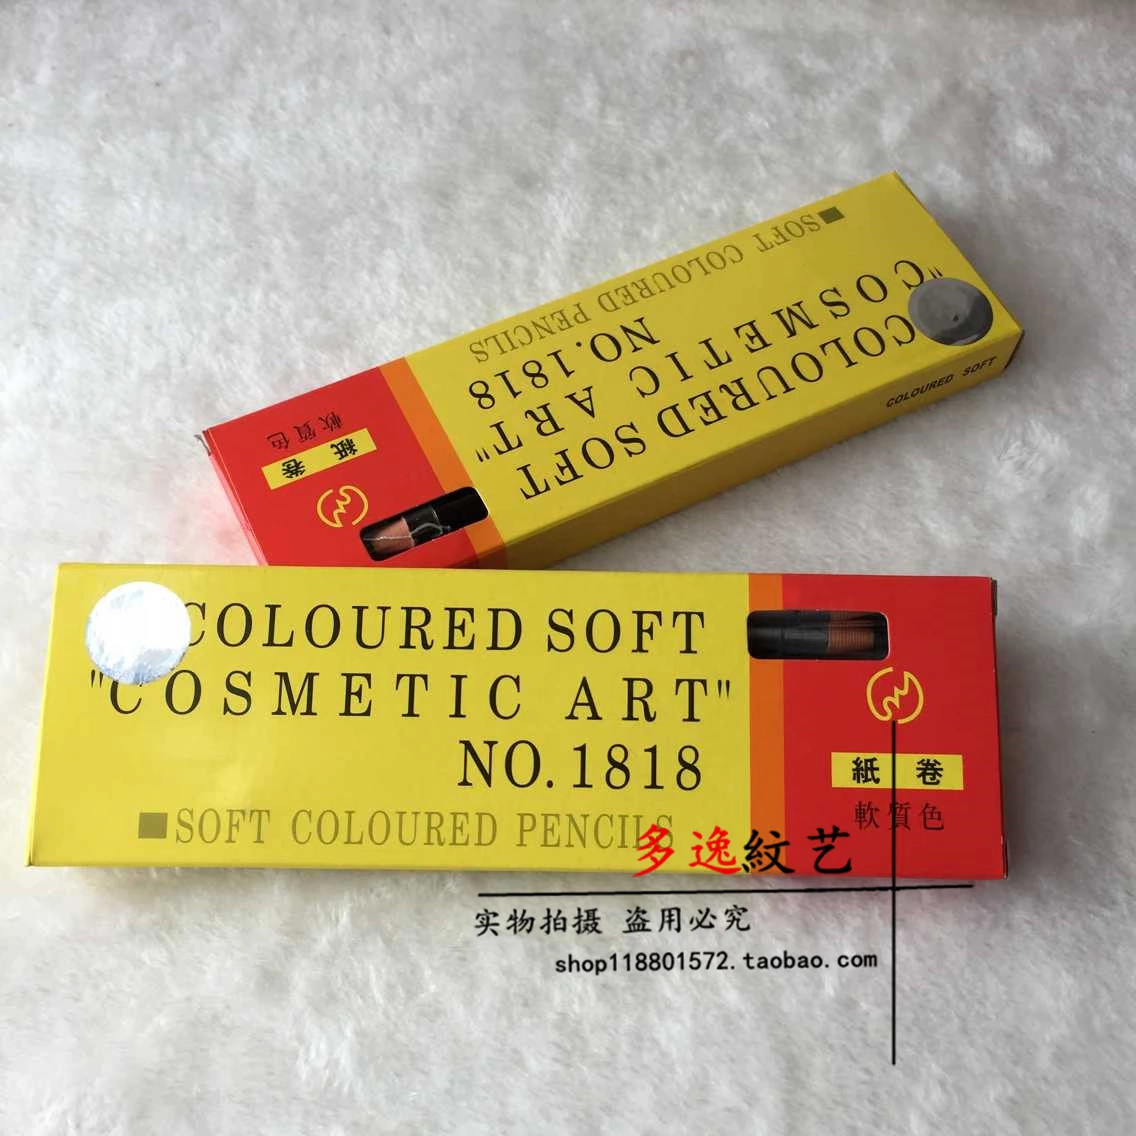 SOFT COLOURED PENCILS
NO.1818
"COSMETIC ART"
COLOURED SOFT
COLOURED SOFT
軟質色
紙卷
COLOURED SOFT
"COSMETIC ART"
NO.1818
SOFT COLOURED PENCILS
紙卷
軟質色
多逸紋艺
实物拍摄 盗用必究
shop118801572.taobao.com